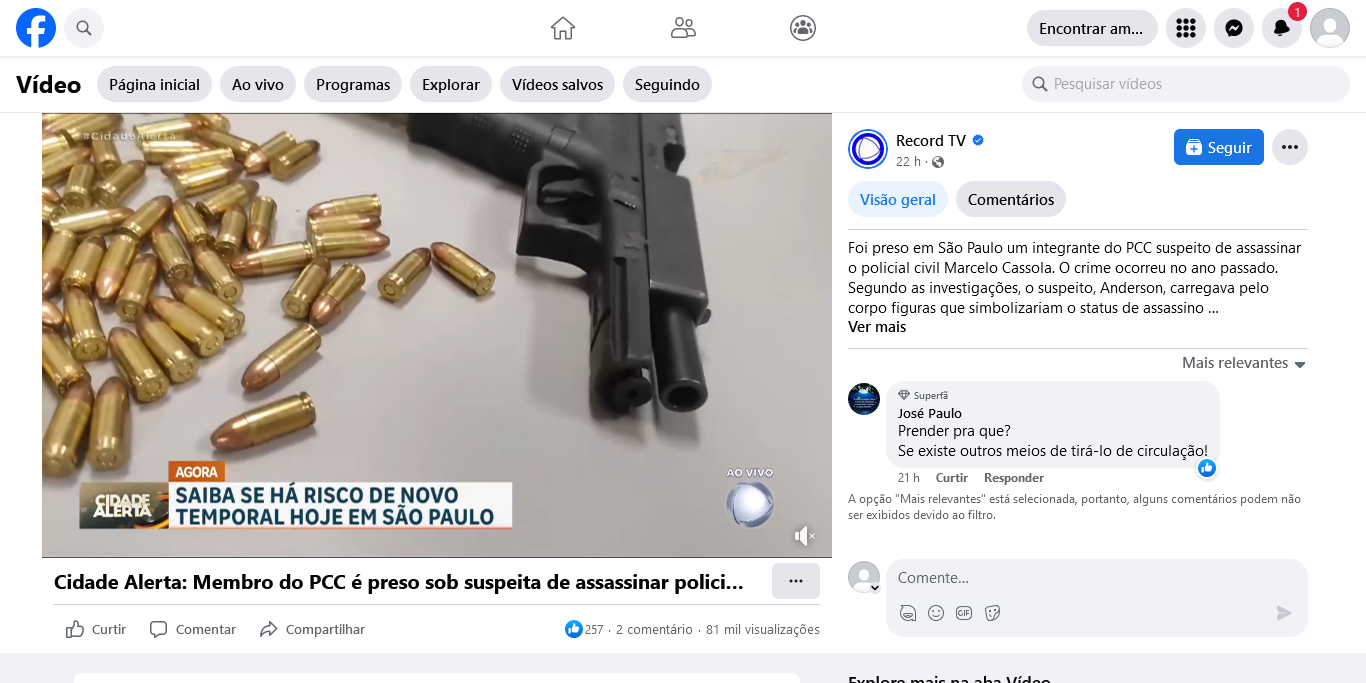 Encontrar am...
1
Vídeo
Página inicial
Ao vivo
Programas
Explorar
Vídeos salvos
Seguindo
Pesquisar vídeos
#CidadeAlerta
AGORA
CIDADE
ALERTA
SAIBA SE HÁ RISCO DE NOVO
TEMPORAL HOJE EM SÃO PAULO
AO VIVO
Cidade Alerta: Membro do PCC é preso sob suspeita de assassinar polici...
Curtir
Comentar
Compartilhar
257 · 2 comentário · 81 mil visualizações
Record TV
22 h ·
Seguir
Visão geral
Comentários
Foi preso em São Paulo um integrante do PCC suspeito de assassinar
o policial civil Marcelo Cassola. O crime ocorreu no ano passado.
Segundo as investigações, o suspeito, Anderson, carregava pelo
corpo figuras que simbolizariam o status de assassino ...
Ver mais
Mais relevantes
Superfã
José Paulo
Prender pra que?
Se existe outros meios de tirá-lo de circulação!
21 h Curtir Responder
A opção "Mais relevantes" está selecionada, portanto, alguns comentários podem não
ser exibidos devido ao filtro.
Comente...
GIF
Explore mais na aba Vídeo